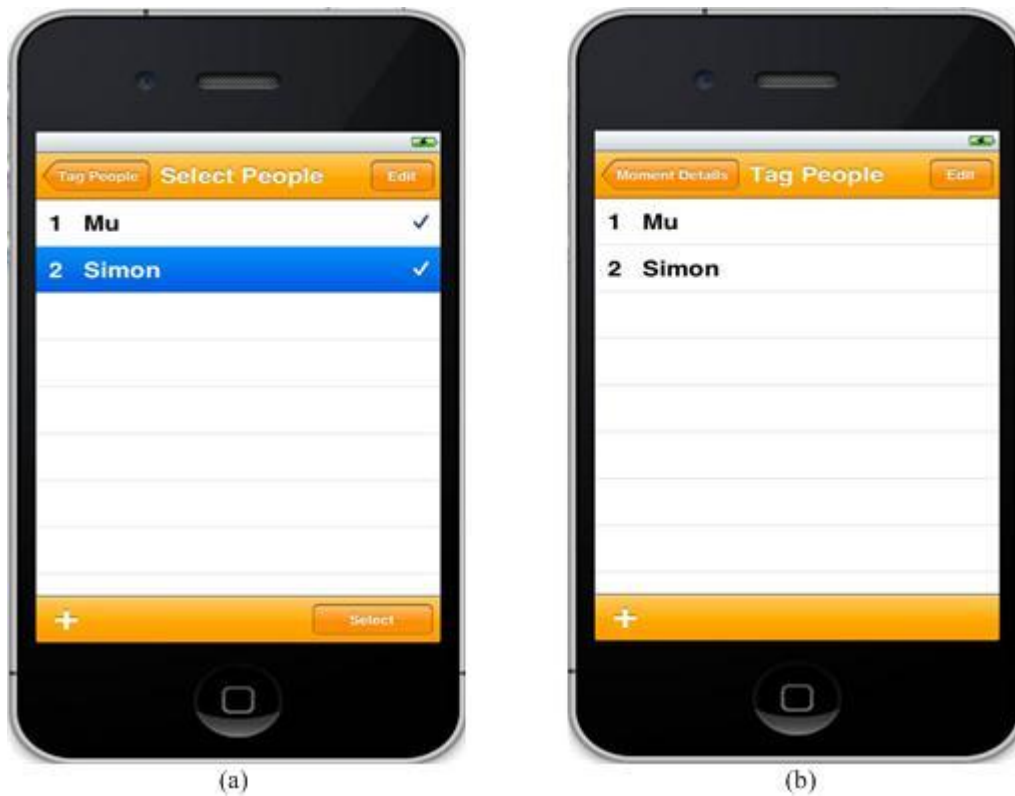 Tag People Select People Edit
1 Mu
2 Simon
+ Select
(a)
Moment Details Tag People Edit
1 Mu
2 Simon
+
(b)